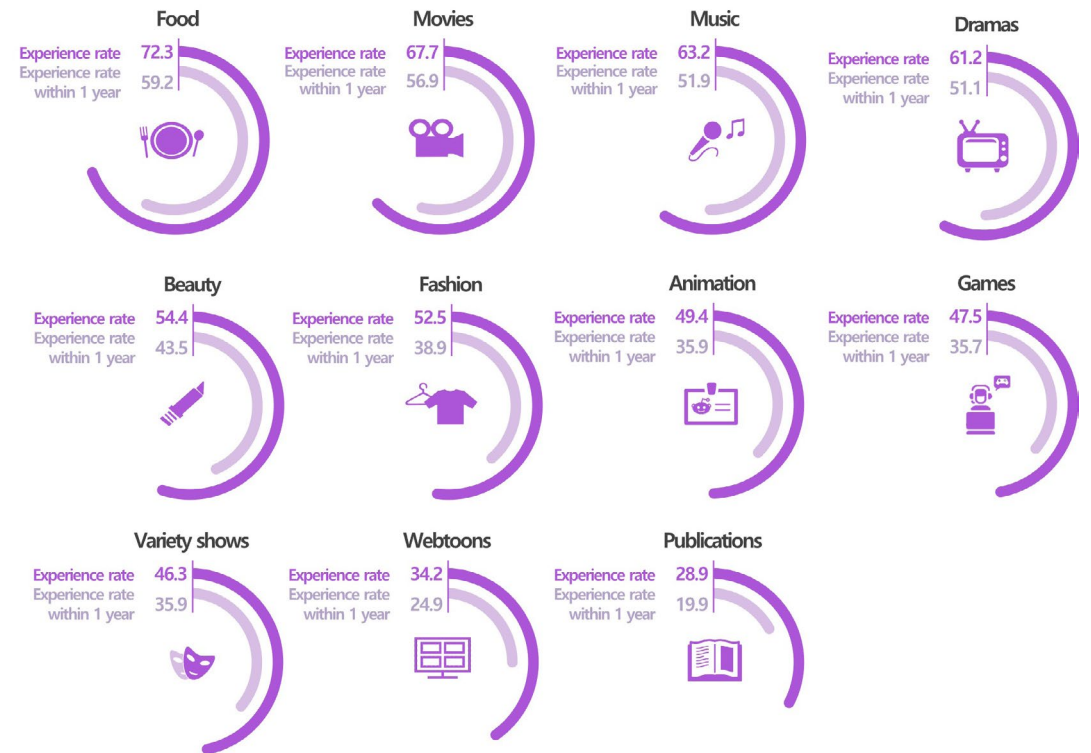 Food
Experience rate 72.3
Experience rate
within 1 year 59.2
Movies
Experience rate 67.7
Experience rate
within 1 year 56.9
Music
Experience rate 63.2
Experience rate
within 1 year 51.9
Dramas
Experience rate 61.2
Experience rate
within 1 year 51.1
Beauty
Experience rate 54.4
Experience rate
within 1 year 43.5
Fashion
Experience rate 52.5
Experience rate
within 1 year 38.9
Animation
Experience rate 49.4
Experience rate
within 1 year 35.9
Games
Experience rate 47.5
Experience rate
within 1 year 35.7
Variety shows
Experience rate 46.3
Experience rate
within 1 year 35.9
Webtoons
Experience rate 34.2
Experience rate
within 1 year 24.9
Publications
Experience rate 28.9
Experience rate
within 1 year 19.9